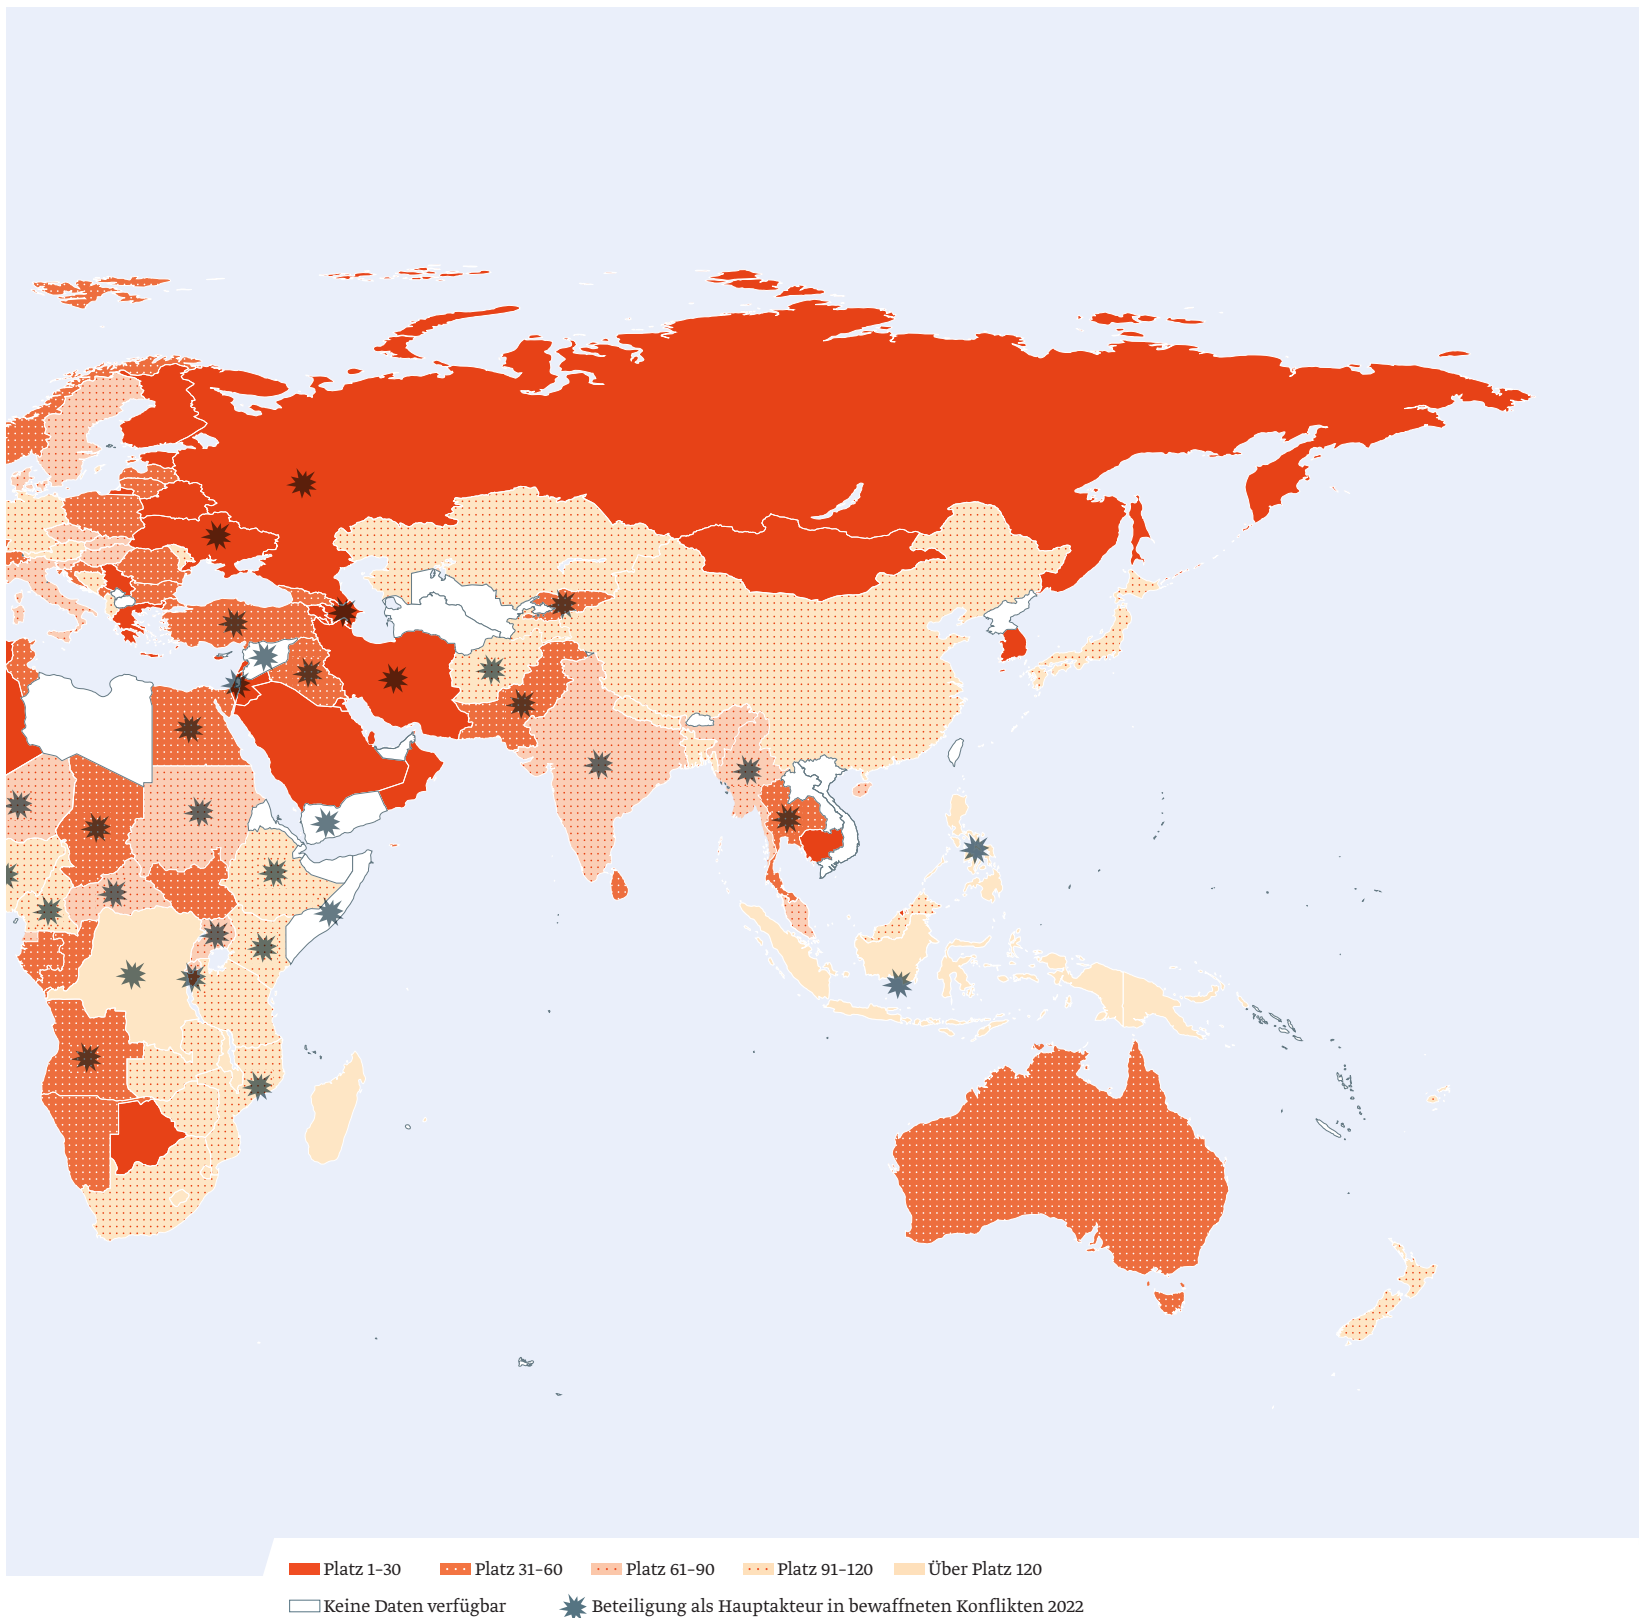 Platz 1–30 Platz 31–60 Platz 61–90 Platz 91–120 Über Platz 120
Keine Daten verfügbar Beteiligung als Hauptakteur in bewaffneten Konflikten 2022